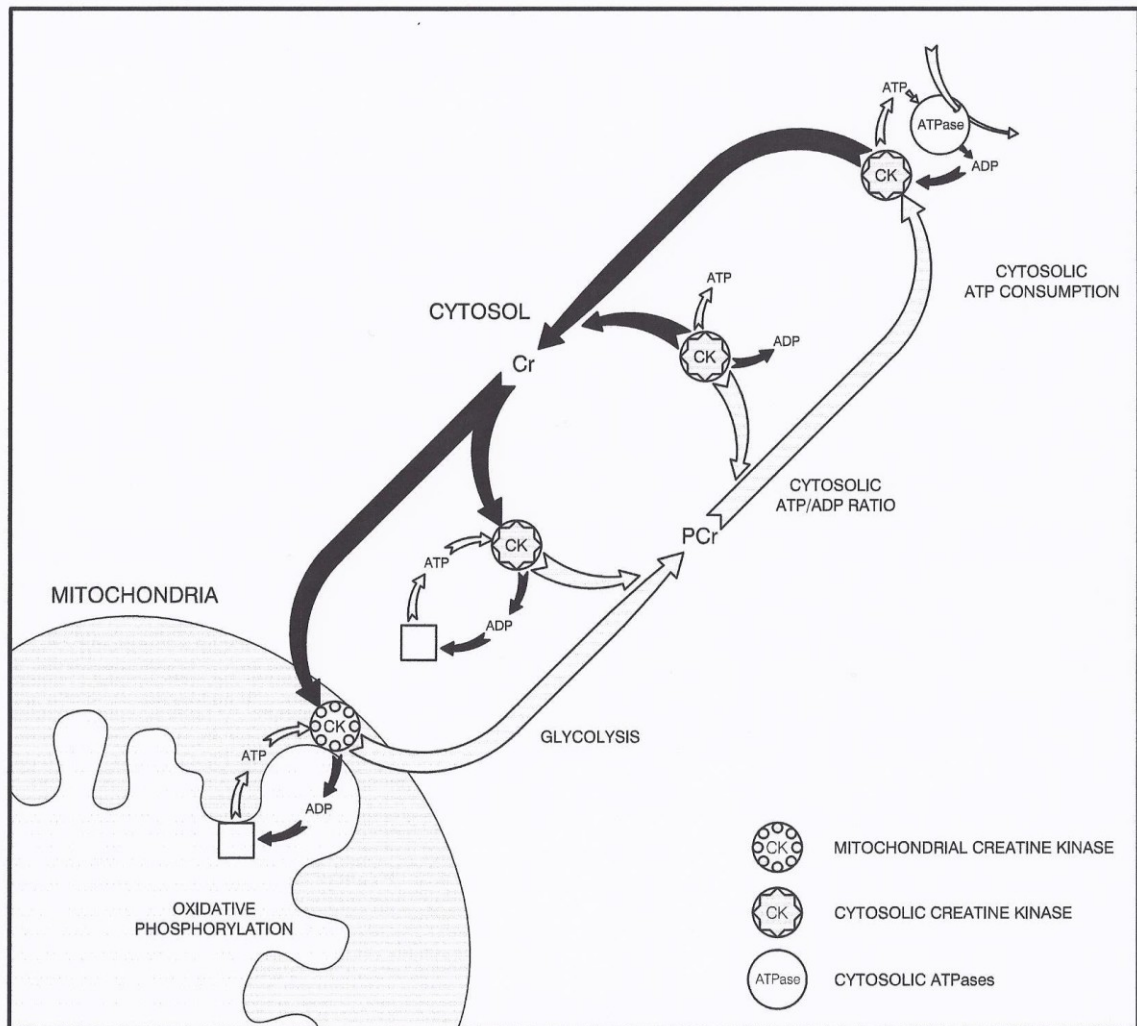 ATP
ATPase
ADP
CK
CYTOSOLIC
ATP CONSUMPTION
ATP
CYTOSOL
ADP
CK
Cr
CYTOSOLIC
ATP/ADP RATIO
PCr
CK
ATP
MITOCHONDRIA
ADP
CK
GLYCOLYSIS
ATP
ADP
OXIDATIVE
PHOSPHORYLATION
CK MITOCHONDRIAL CREATINE KINASE
CK CYTOSOLIC CREATINE KINASE
ATPase CYTOSOLIC ATPases